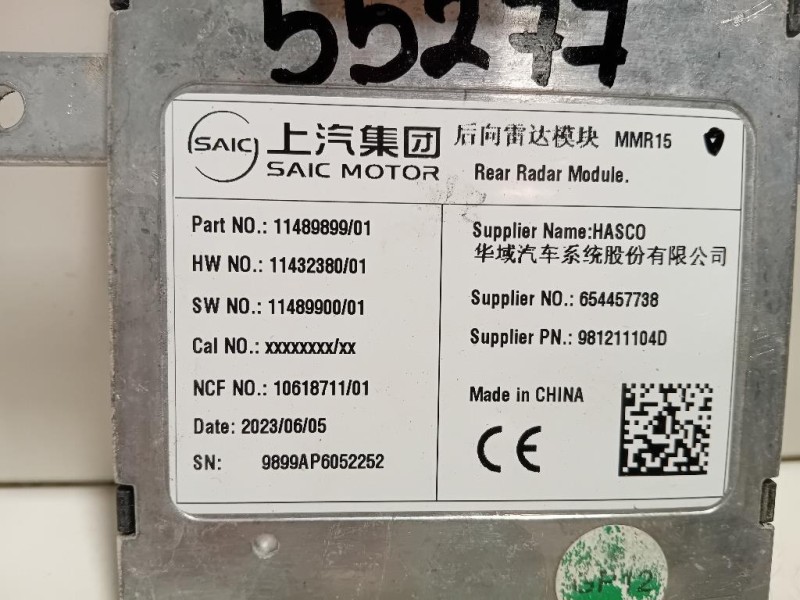 55277
SAIC 上汽集团
SAIC MOTOR
后向雷达模块 MMR15
Rear Radar Module.
Part NO.: 11489899/01
HW NO.: 11432380/01
SW NO.: 11489900/01
Cal NO.: xxxxxxxx/xx
NCF NO.: 10618711/01
Date: 2023/06/05
SN: 9899AP6052252
Supplier Name:HASCO
华域汽车系统股份有限公司
Supplier NO.: 654457738
Supplier PN.: 981211104D
Made in CHINA
CE